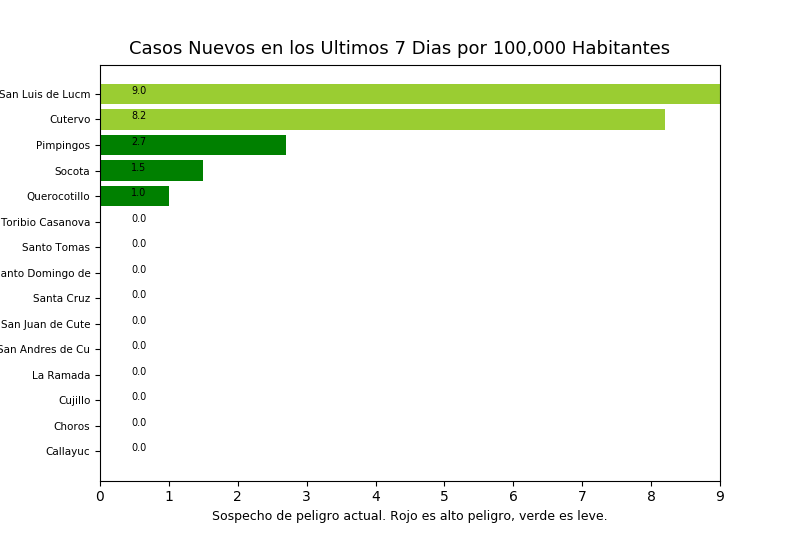 Casos Nuevos en los Ultimos 7 Dias por 100,000 Habitantes
San Luis de Lucm 9.0
Cutervo 8.2
Pimpingos 2.7
Socota 1.5
Querocotillo 1.0
Toribio Casanova 0.0
Santo Tomas 0.0
anto Domingo de 0.0
Santa Cruz 0.0
San Juan de Cute 0.0
San Andres de Cu 0.0
La Ramada 0.0
Cujillo 0.0
Choros 0.0
Callayuc 0.0
0 1 2 3 4 5 6 7 8 9
Sospecho de peligro actual. Rojo es alto peligro, verde es leve.